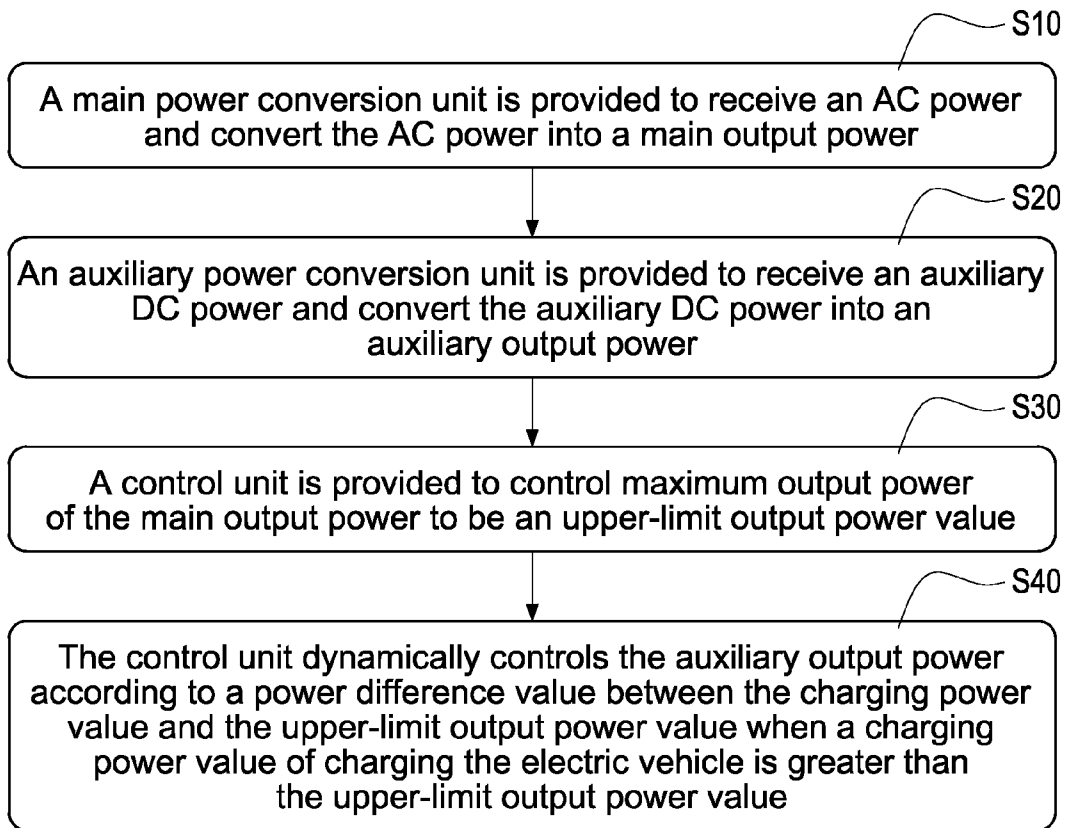 S10
A main power conversion unit is provided to receive an AC power
and convert the AC power into a main output power
S20
An auxiliary power conversion unit is provided to receive an auxiliary
DC power and convert the auxiliary DC power into an
auxiliary output power
S30
A control unit is provided to control maximum output power
of the main output power to be an upper-limit output power value
S40
The control unit dynamically controls the auxiliary output power
according to a power difference value between the charging power
value and the upper-limit output power value when a charging
power value of charging the electric vehicle is greater than
the upper-limit output power value